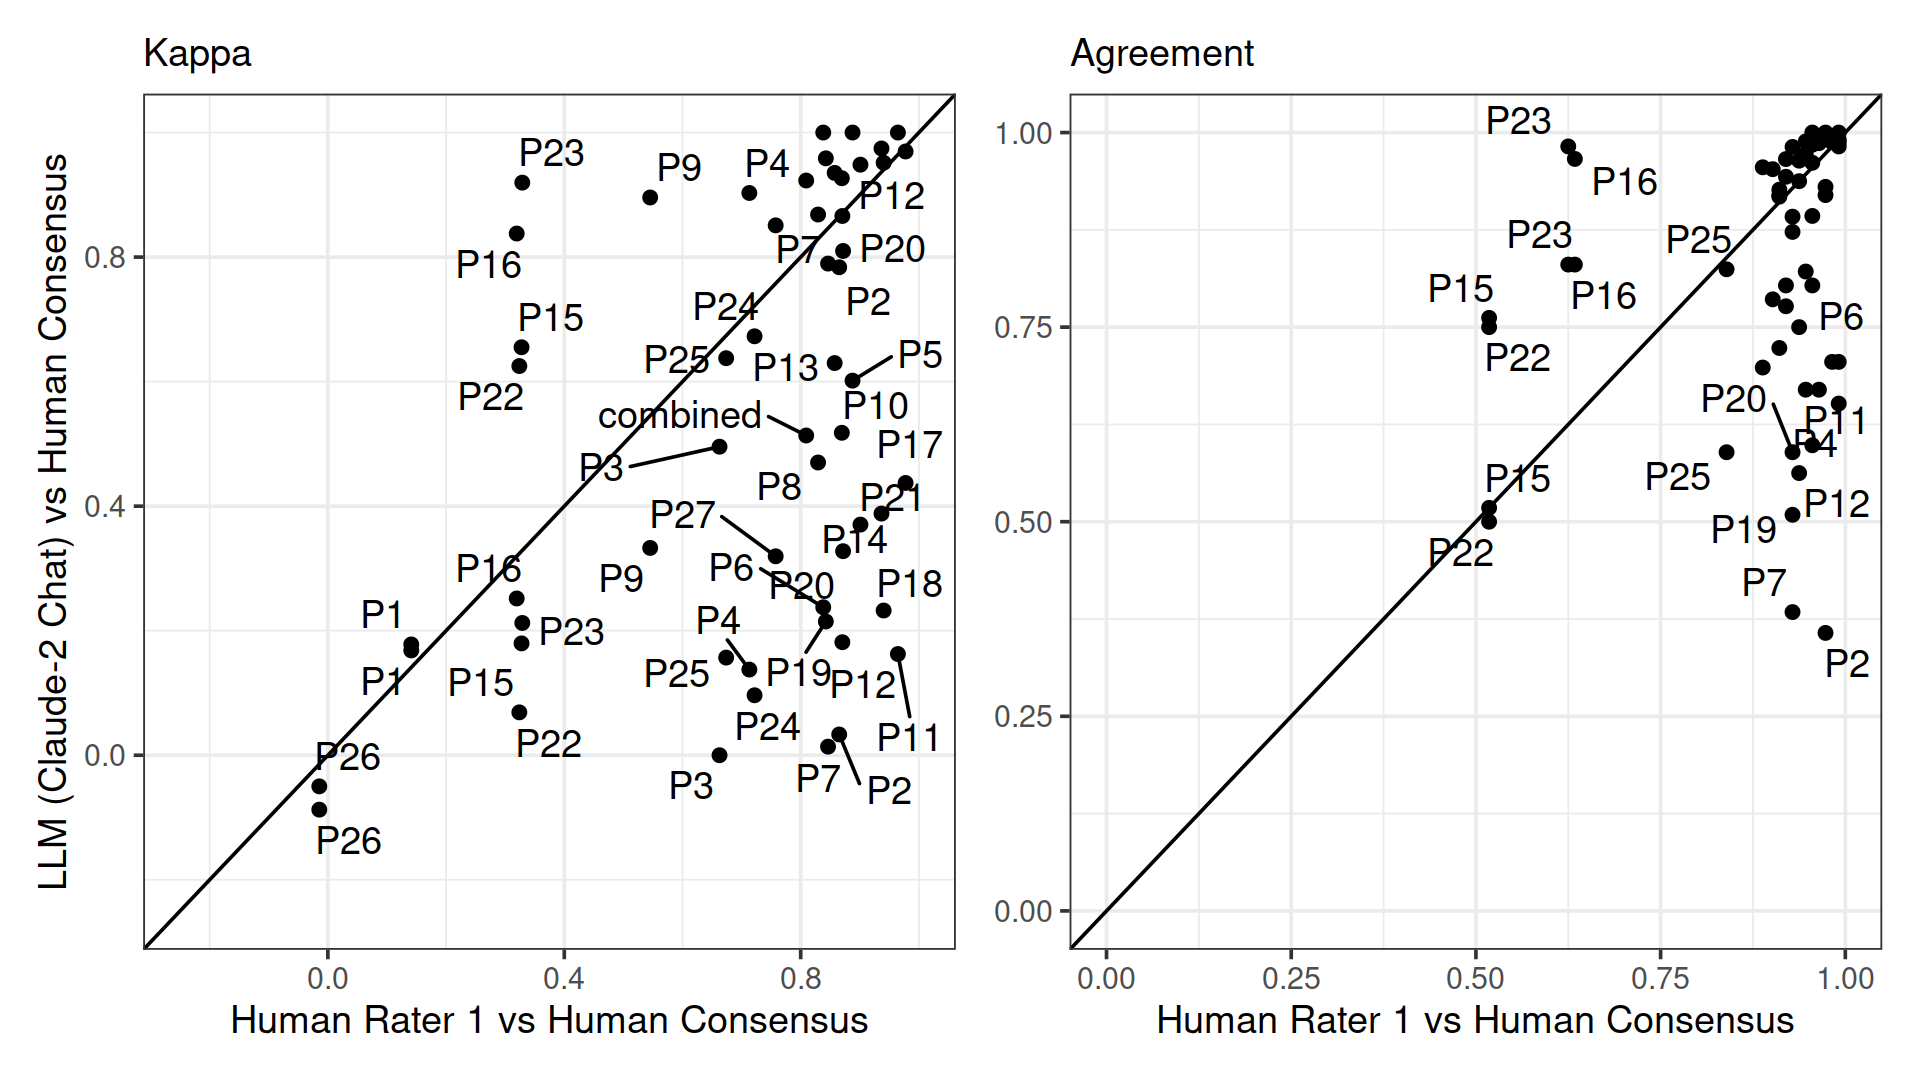 Kappa
Agreement
LLM (Claude-2 Chat) vs Human Consensus
0.8
0.4
0.0
P23
P9
P4
P12
P16
P7
P20
P2
P15
P24
P25
P13
P5
P22
combined
P10
P17
P3
P8
P21
P27
P14
P16
P6
P9
P20
P18
P1
P4
P23
P1
P15
P25
P19
P12
P24
P11
P22
P26
P3
P7
P2
P26
0.0
0.4
0.8
Human Rater 1 vs Human Consensus
1.00
0.75
0.50
0.25
0.00
P23
P16
P23
P25
P15
P16
P6
P22
P20
P11
P4
P25
P15
P12
P19
P22
P7
P2
0.00
0.25
0.50
0.75
1.00
Human Rater 1 vs Human Consensus